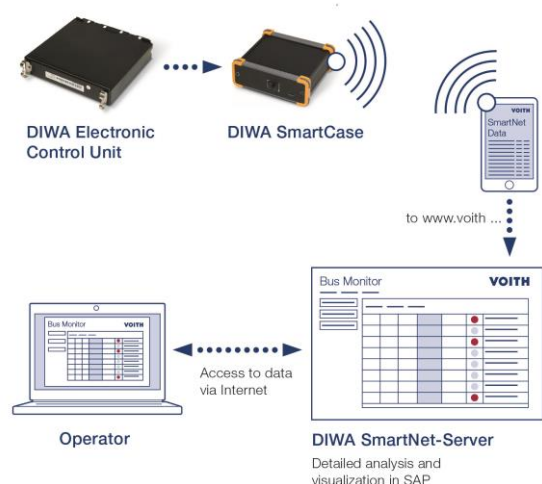 DIWA Electronic
Control Unit
DIWA SmartCase
VOITH
SmartNet
Data
to www.voith ...
Bus Monitor
VOITH
Bus Monitor
VOITH
Access to data
via Internet
Operator
DIWA SmartNet-Server
Detailed analysis and
visualization in SAP